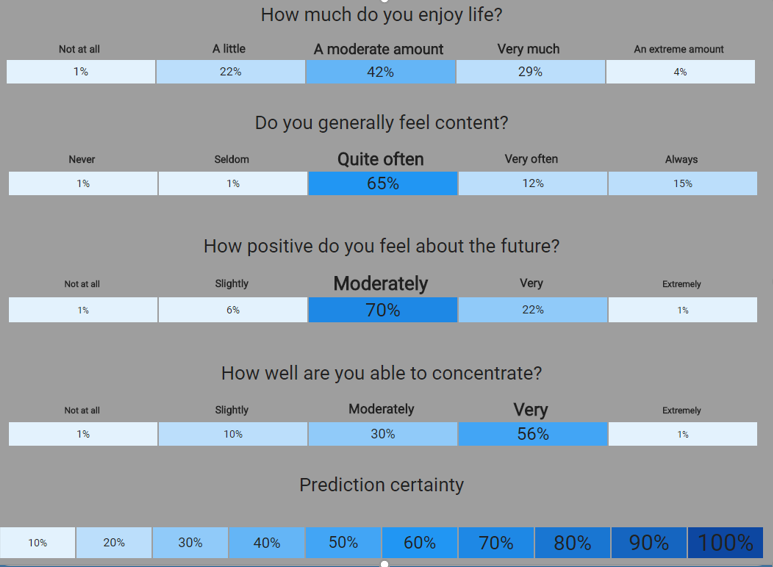 How much do you enjoy life?
Not at all A little A moderate amount Very much An extreme amount
1% 22% 42% 29% 4%
Do you generally feel content?
Never Seldom Quite often Very often Always
1% 1% 65% 12% 15%
How positive do you feel about the future?
Not at all Slightly Moderately Very Extremely
1% 6% 70% 22% 1%
How well are you able to concentrate?
Not at all Slightly Moderately Very Extremely
1% 10% 30% 56% 1%
Prediction certainty
10% 20% 30% 40% 50% 60% 70% 80% 90% 100%